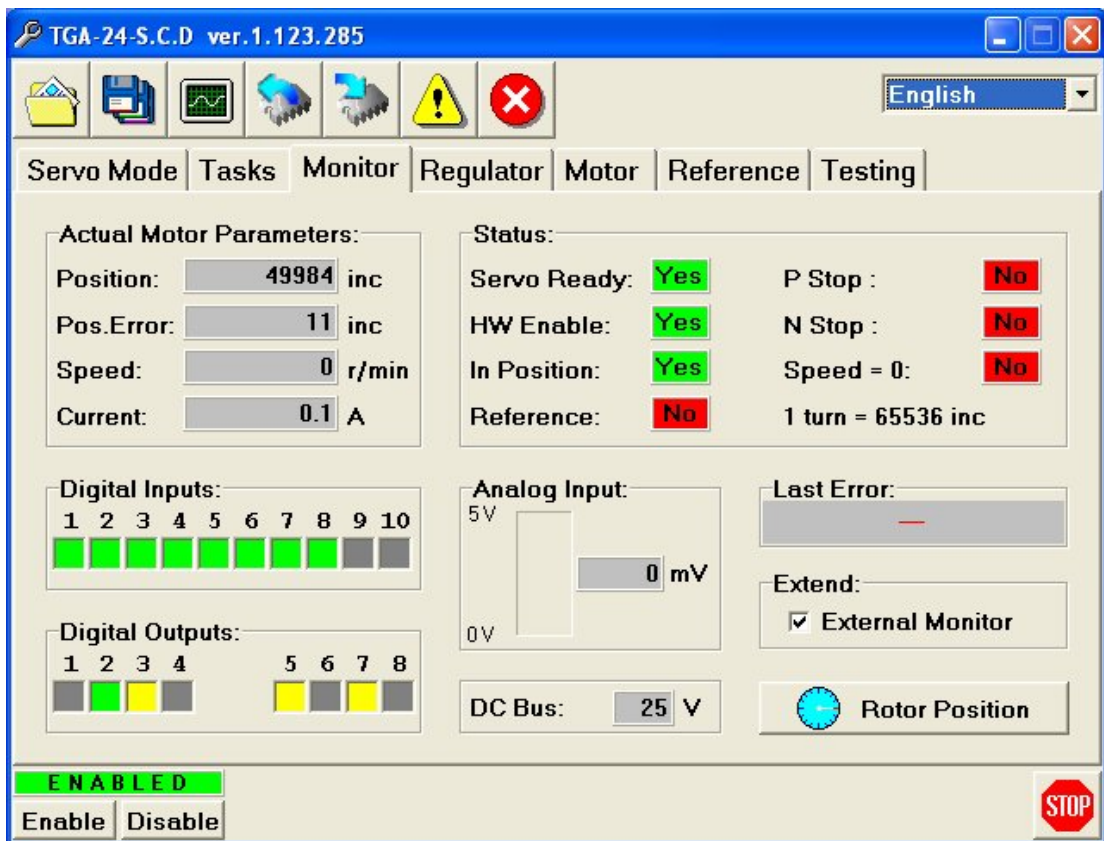 TGA-24-S.C.D ver.1.123.285
English
Servo Mode Tasks Monitor Regulator Motor Reference Testing
Actual Motor Parameters:
Position: 49984 inc
Pos.Error: 11 inc
Speed: 0 r/min
Current: 0.1 A
Status:
Servo Ready: Yes P Stop : No
HW Enable: Yes N Stop : No
In Position: Yes Speed = 0: No
Reference: No 1 turn = 65536 inc
Digital Inputs:
1 2 3 4 5 6 7 8 9 10
Analog Input:
5V
0 mV
0V
Last Error:
—
Extend:
External Monitor
Digital Outputs:
1 2 3 4 5 6 7 8
DC Bus: 25 V
Rotor Position
ENABLED
Enable Disable
STOP